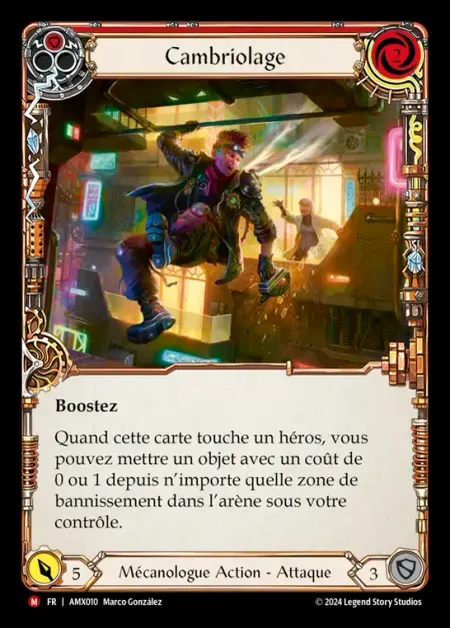 Cambriolage
2
Boostez
Quand cette carte touche un héros, vous
pouvez mettre un objet avec un coût de
0 ou 1 depuis n'importe quelle zone de
bannissement dans l'arène sous votre
contrôle.
5
Mécanologue Action - Attaque
3
M FR | AMX010 Marco González
© 2024 Legend Story Studios